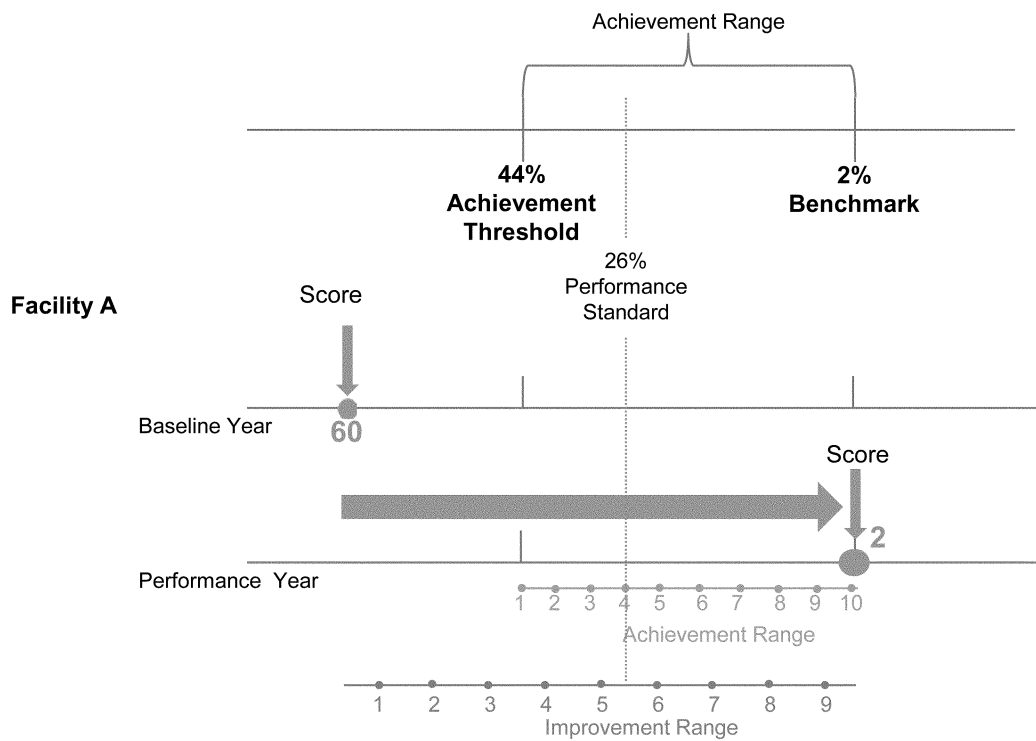 Achievement Range
44%
Achievement
Threshold
2%
Benchmark
26%
Performance
Standard
Facility A
Score
Baseline Year
60
Score
2
Performance Year
1 2 3 4 5 6 7 8 9 10
Achievement Range
1 2 3 4 5 6 7 8 9
Improvement Range